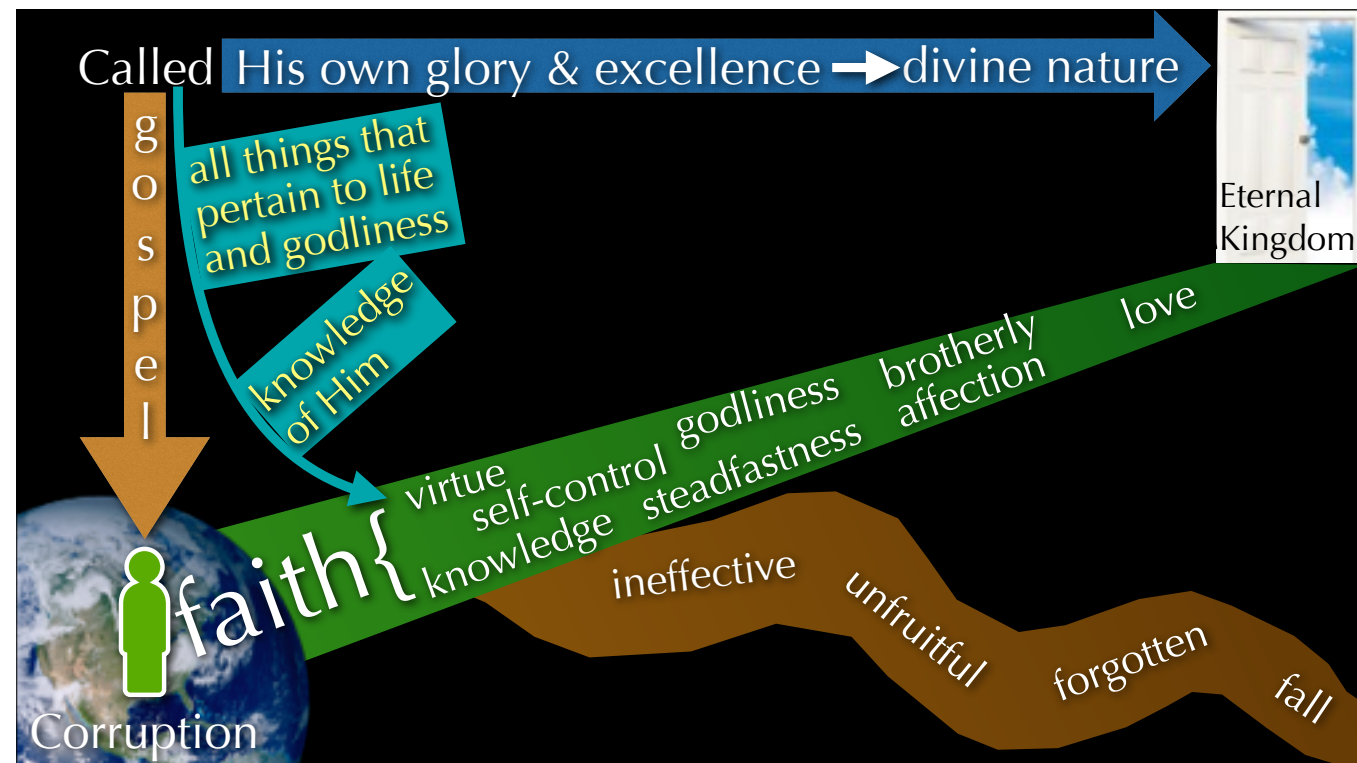 Called His own glory & excellence divine nature
gospel
all things that
pertain to life
and godliness
knowledge
of Him
Eternal
Kingdom
faith{
virtue
self-control
knowledge
godliness
steadfastness
brotherly
affection
love
ineffective
unfruitful
forgotten
fall
Corruption